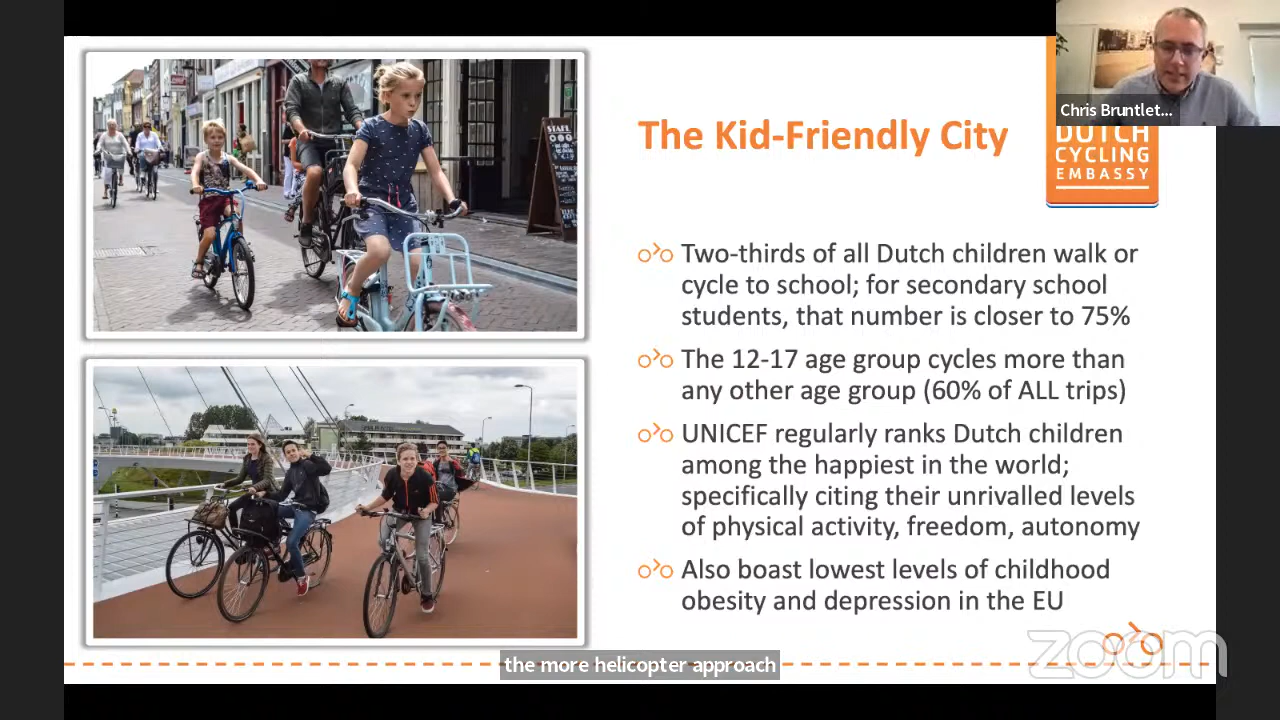 Chris Bruntlet...
The Kid-Friendly City
DUTCH
CYCLING
EMBASSY
Two-thirds of all Dutch children walk or
cycle to school; for secondary school
students, that number is closer to 75%
The 12-17 age group cycles more than
any other age group (60% of ALL trips)
UNICEF regularly ranks Dutch children
among the happiest in the world;
specifically citing their unrivalled levels
of physical activity, freedom, autonomy
Also boast lowest levels of childhood
obesity and depression in the EU
zoom
the more helicopter approach